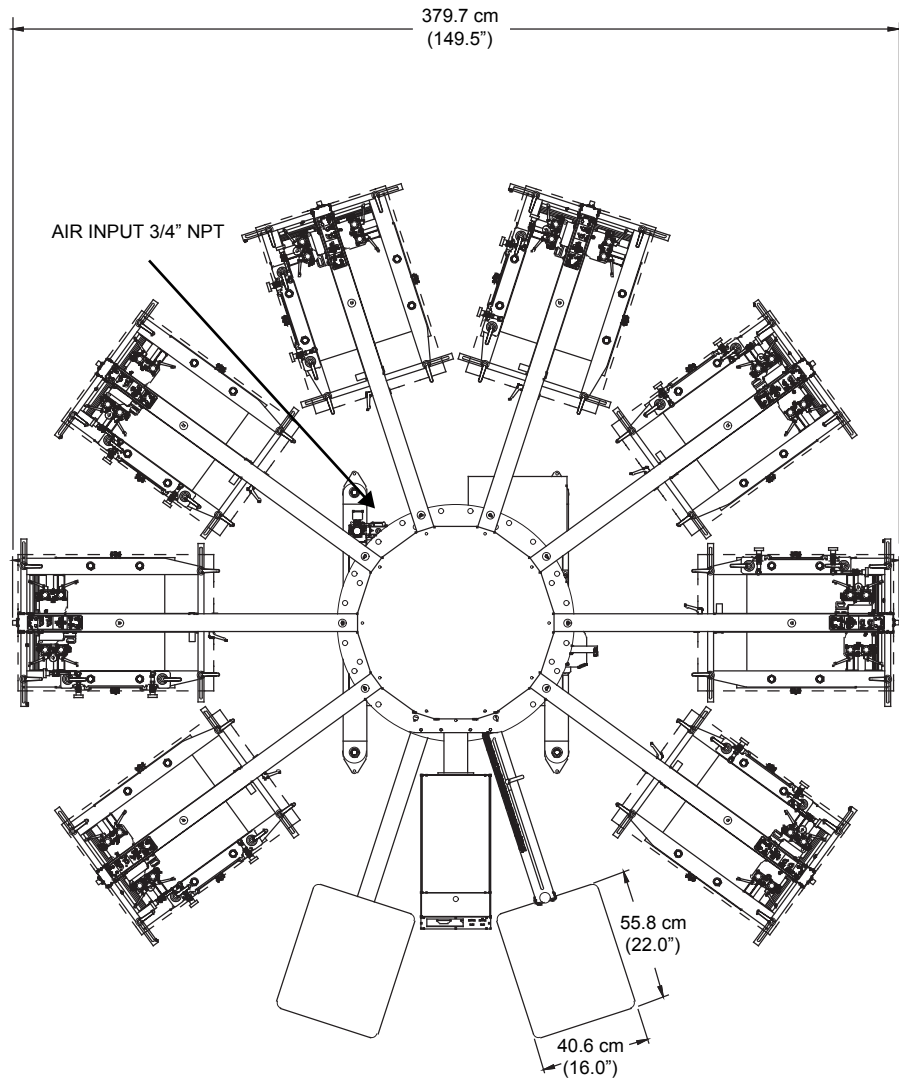 379.7 cm
(149.5”)
AIR INPUT 3/4” NPT
55.8 cm
(22.0”)
40.6 cm
(16.0”)